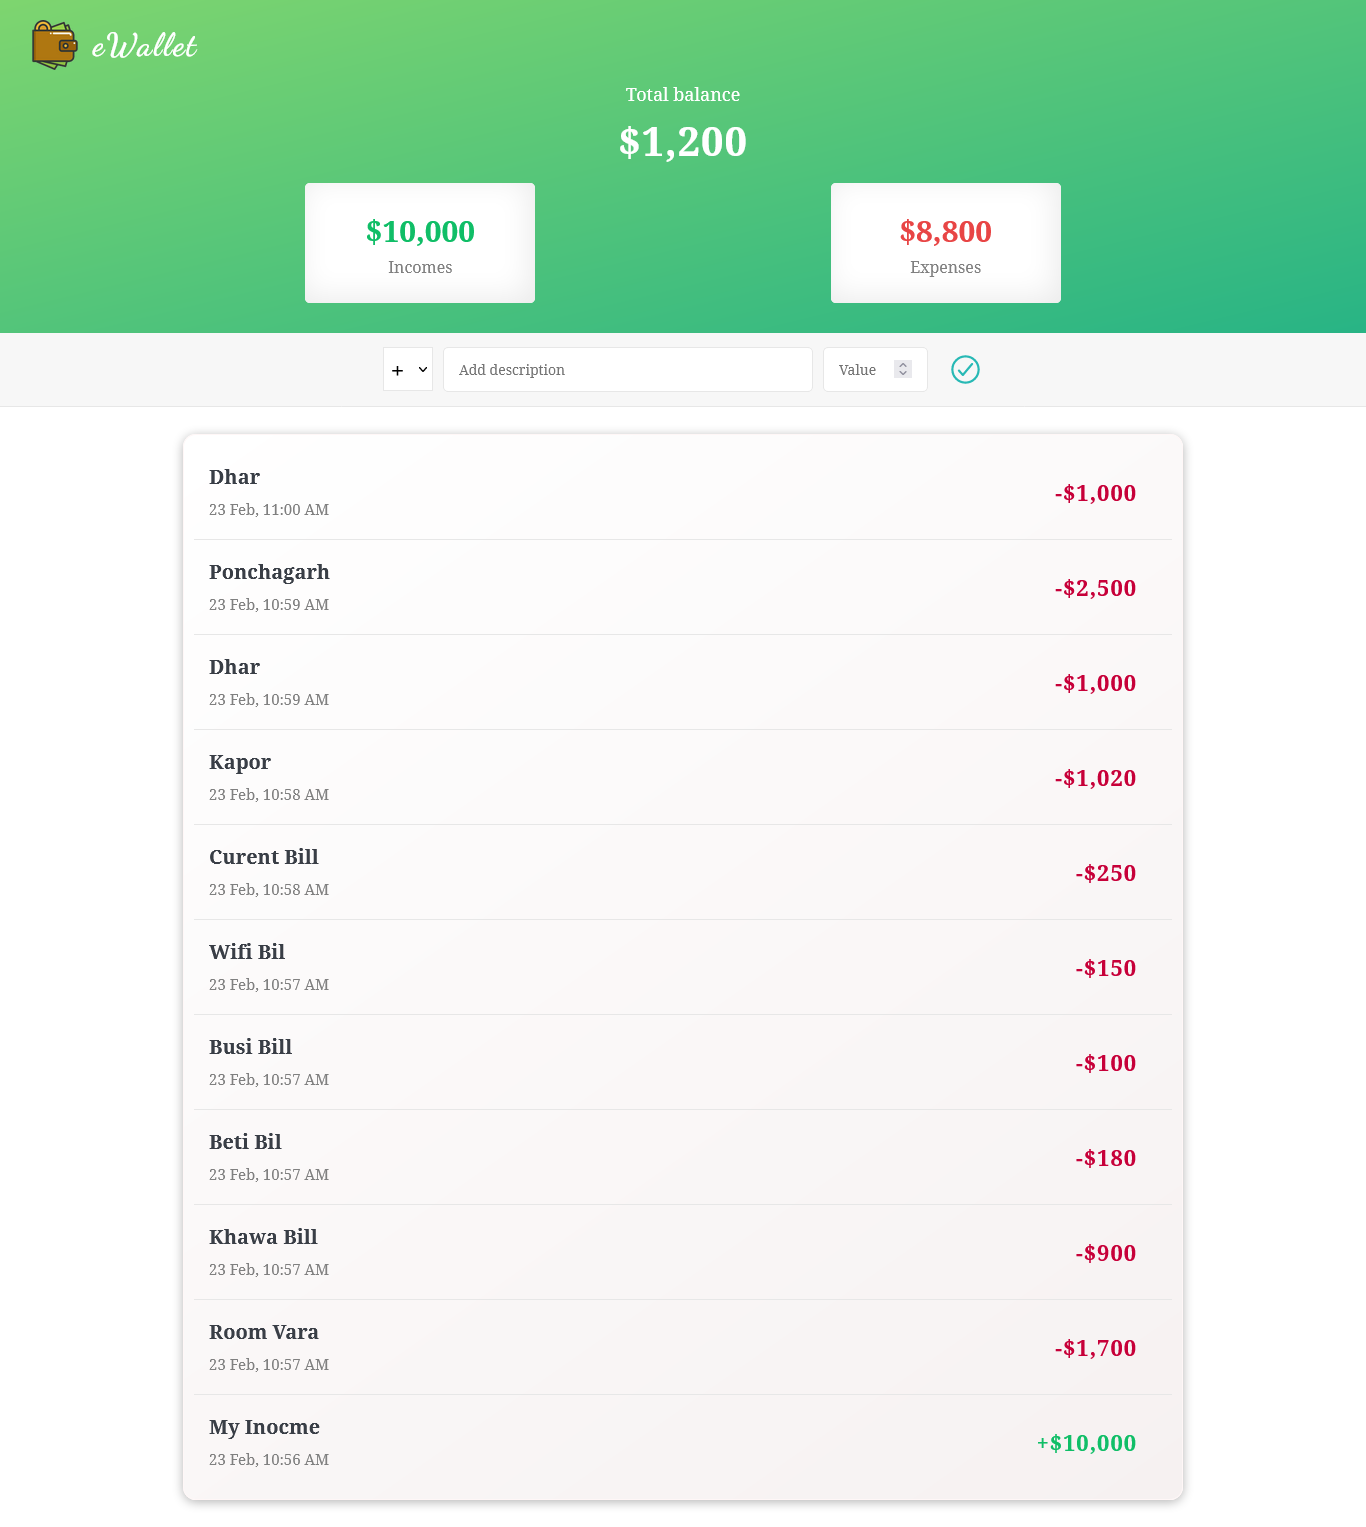 eWallet
Total balance
$1,200
$10,000
Incomes
$8,800
Expenses
+ Add description Value
Dhar
23 Feb, 11:00 AM
-$1,000
Ponchagarh
23 Feb, 10:59 AM
-$2,500
Dhar
23 Feb, 10:59 AM
-$1,000
Kapor
23 Feb, 10:58 AM
-$1,020
Curent Bill
23 Feb, 10:58 AM
-$250
Wifi Bil
23 Feb, 10:57 AM
-$150
Busi Bill
23 Feb, 10:57 AM
-$100
Beti Bil
23 Feb, 10:57 AM
-$180
Khawa Bill
23 Feb, 10:57 AM
-$900
Room Vara
23 Feb, 10:57 AM
-$1,700
My Inocme
23 Feb, 10:56 AM
+$10,000